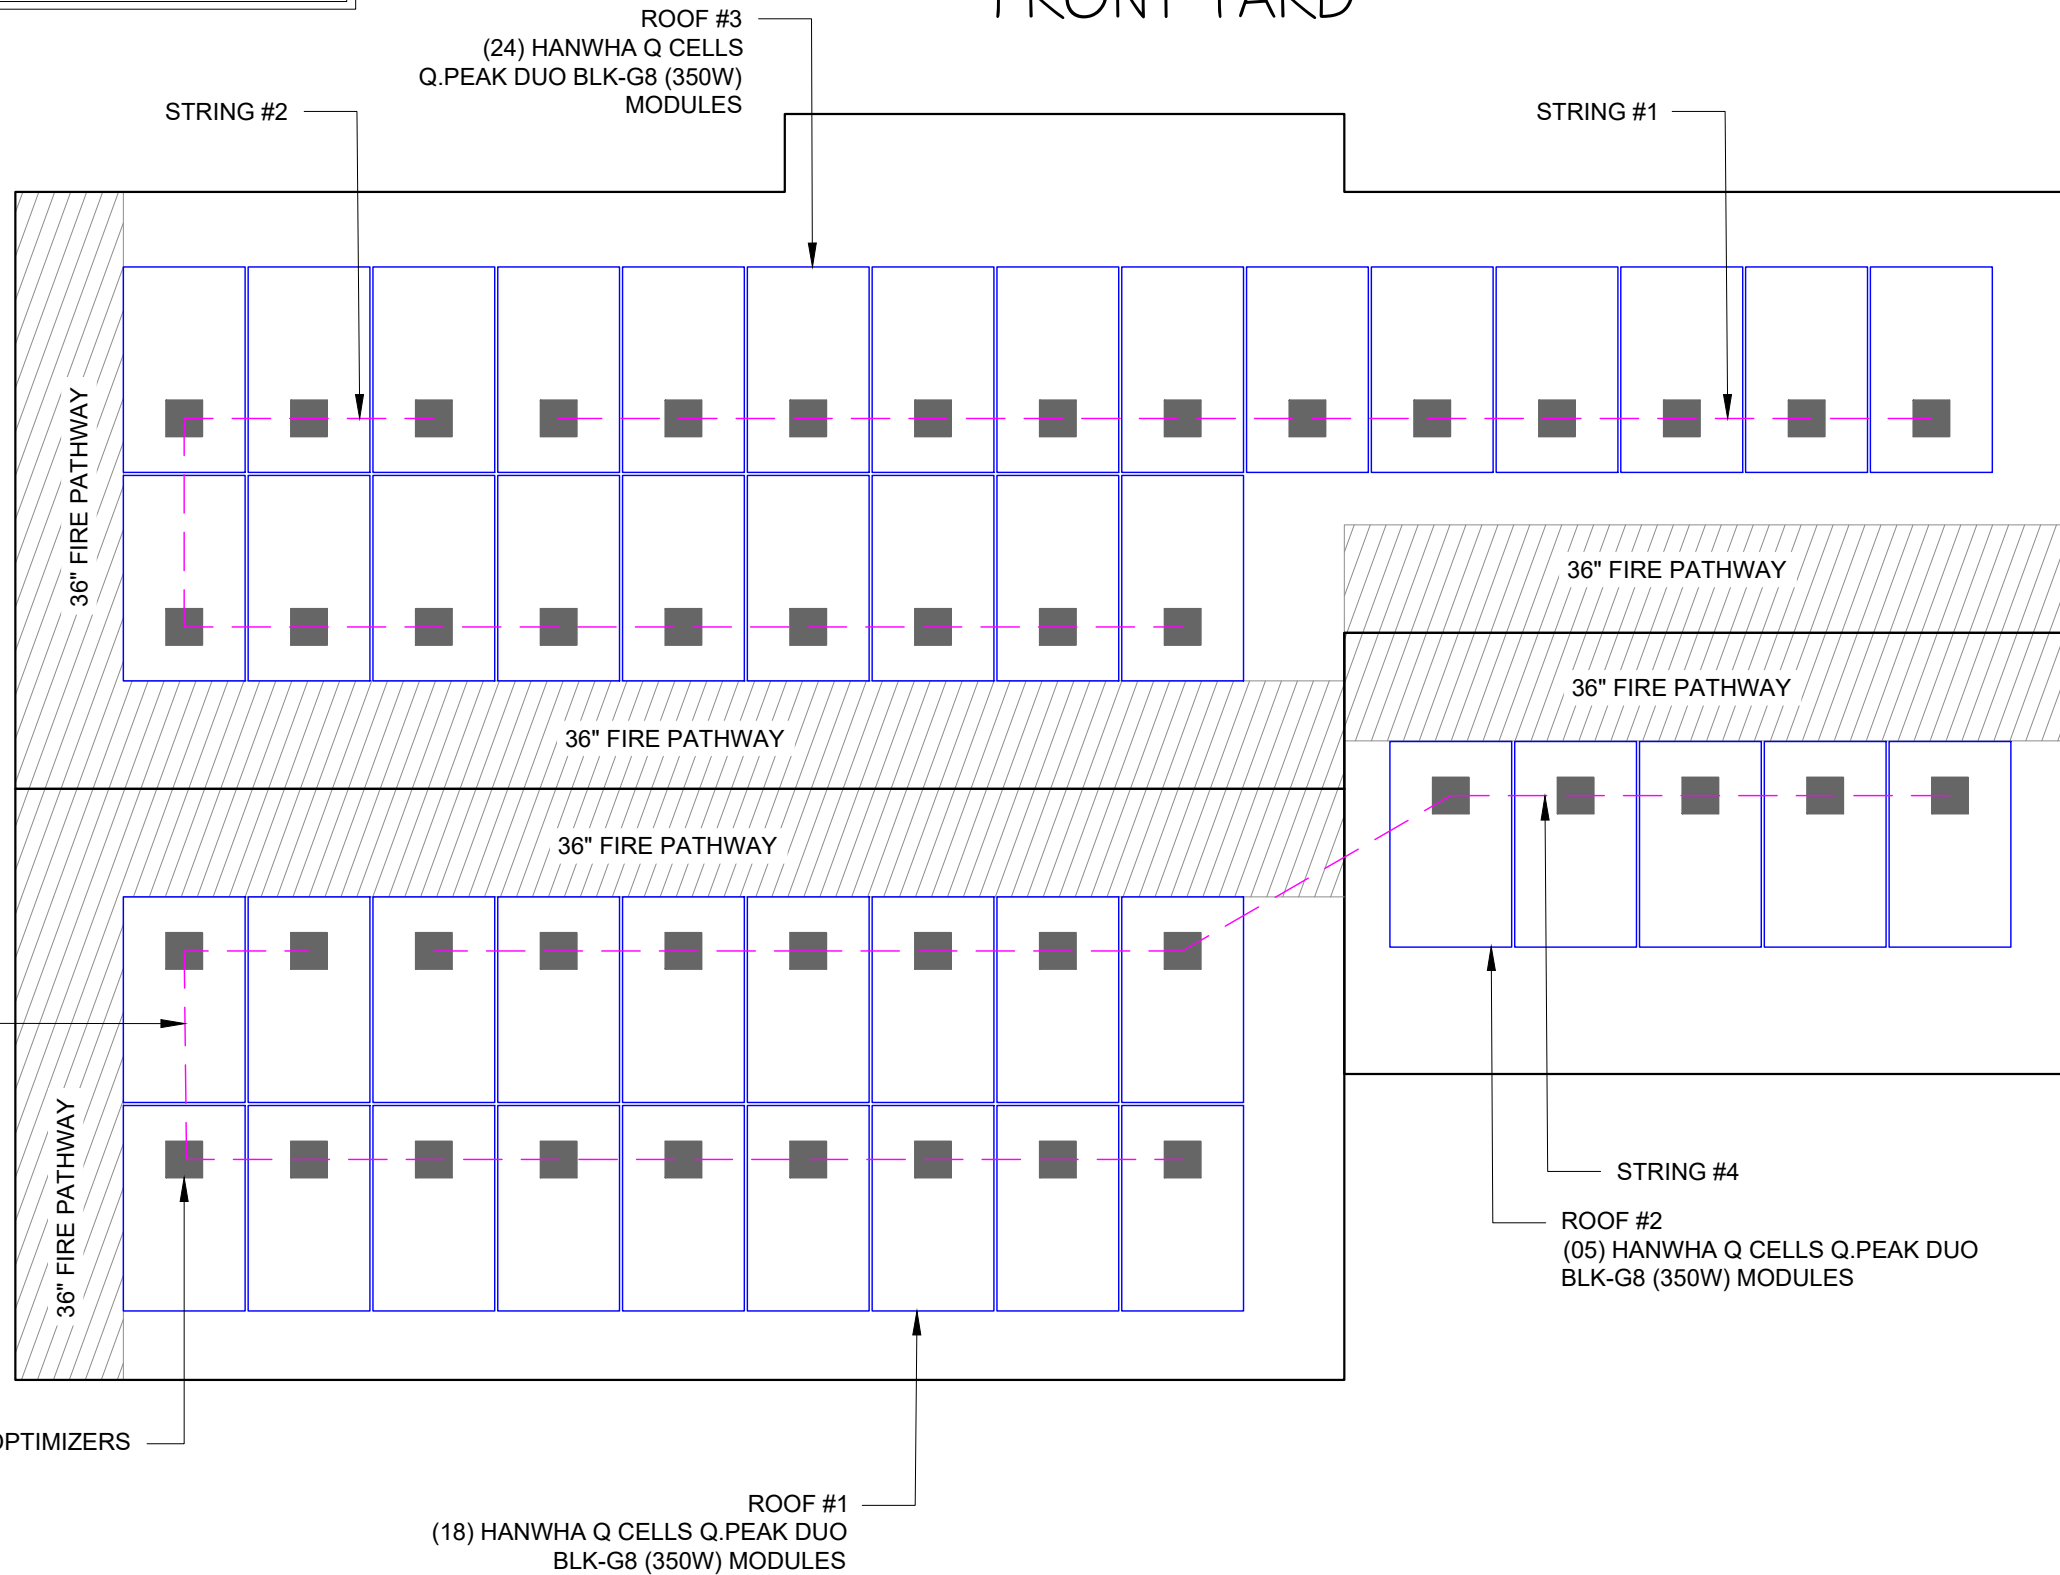 FRONT YARD
ROOF #3
(24) HANWHA Q CELLS
Q.PEAK DUO BLK-G8 (350W)
MODULES
STRING #2
STRING #1
36" FIRE PATHWAY
36" FIRE PATHWAY
36" FIRE PATHWAY
36" FIRE PATHWAY
36" FIRE PATHWAY
36" FIRE PATHWAY
STRING #4
ROOF #2
(05) HANWHA Q CELLS Q.PEAK DUO
BLK-G8 (350W) MODULES
OPTIMIZERS
ROOF #1
(18) HANWHA Q CELLS Q.PEAK DUO
BLK-G8 (350W) MODULES